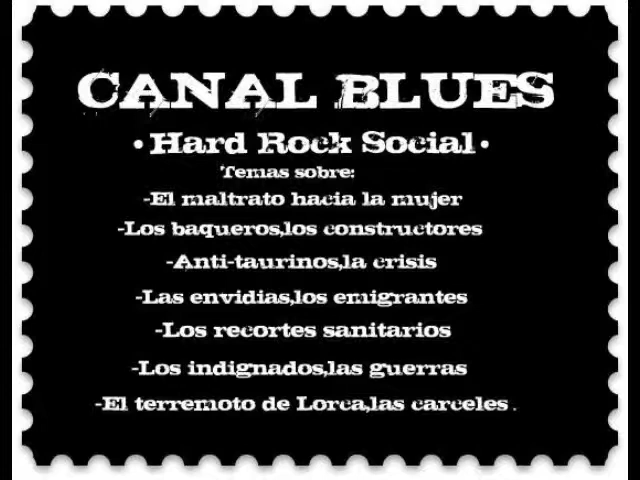 CANAL BLUES
• Hard Rock Social •
Temas sobre:
-El maltrato hacia la mujer
-Los baqueros,los constructores
-Anti-taurinos,la crisis
-Las envidias,los emigrantes
-Los recortes sanitarios
-Los indignados,las guerras
-El terremoto de Lorca,las carceles .